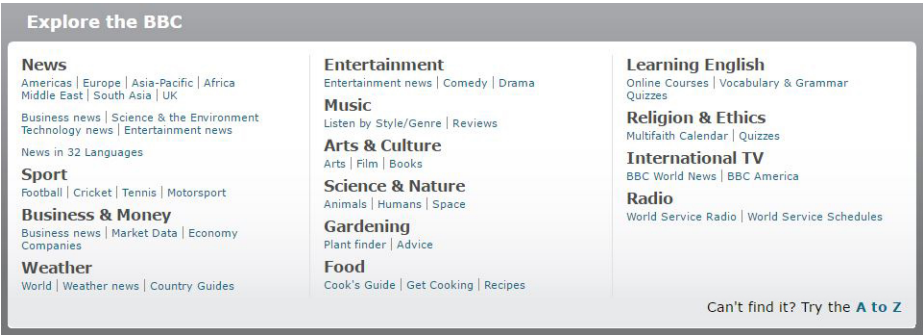 Explore the BBC
News
Americas | Europe | Asia-Pacific | Africa
Middle East | South Asia | UK
Business news | Science & the Environment
Technology news | Entertainment news
News in 32 Languages
Sport
Football | Cricket | Tennis | Motorsport
Business & Money
Business news | Market Data | Economy
Companies
Weather
World | Weather news | Country Guides
Entertainment
Entertainment news | Comedy | Drama
Music
Listen by Style/Genre | Reviews
Arts & Culture
Arts | Film | Books
Science & Nature
Animals | Humans | Space
Gardening
Plant finder | Advice
Food
Cook's Guide | Get Cooking | Recipes
Learning English
Online Courses | Vocabulary & Grammar
Quizzes
Religion & Ethics
Multifaith Calendar | Quizzes
International TV
BBC World News | BBC America
Radio
World Service Radio | World Service Schedules
Can't find it? Try the A to Z